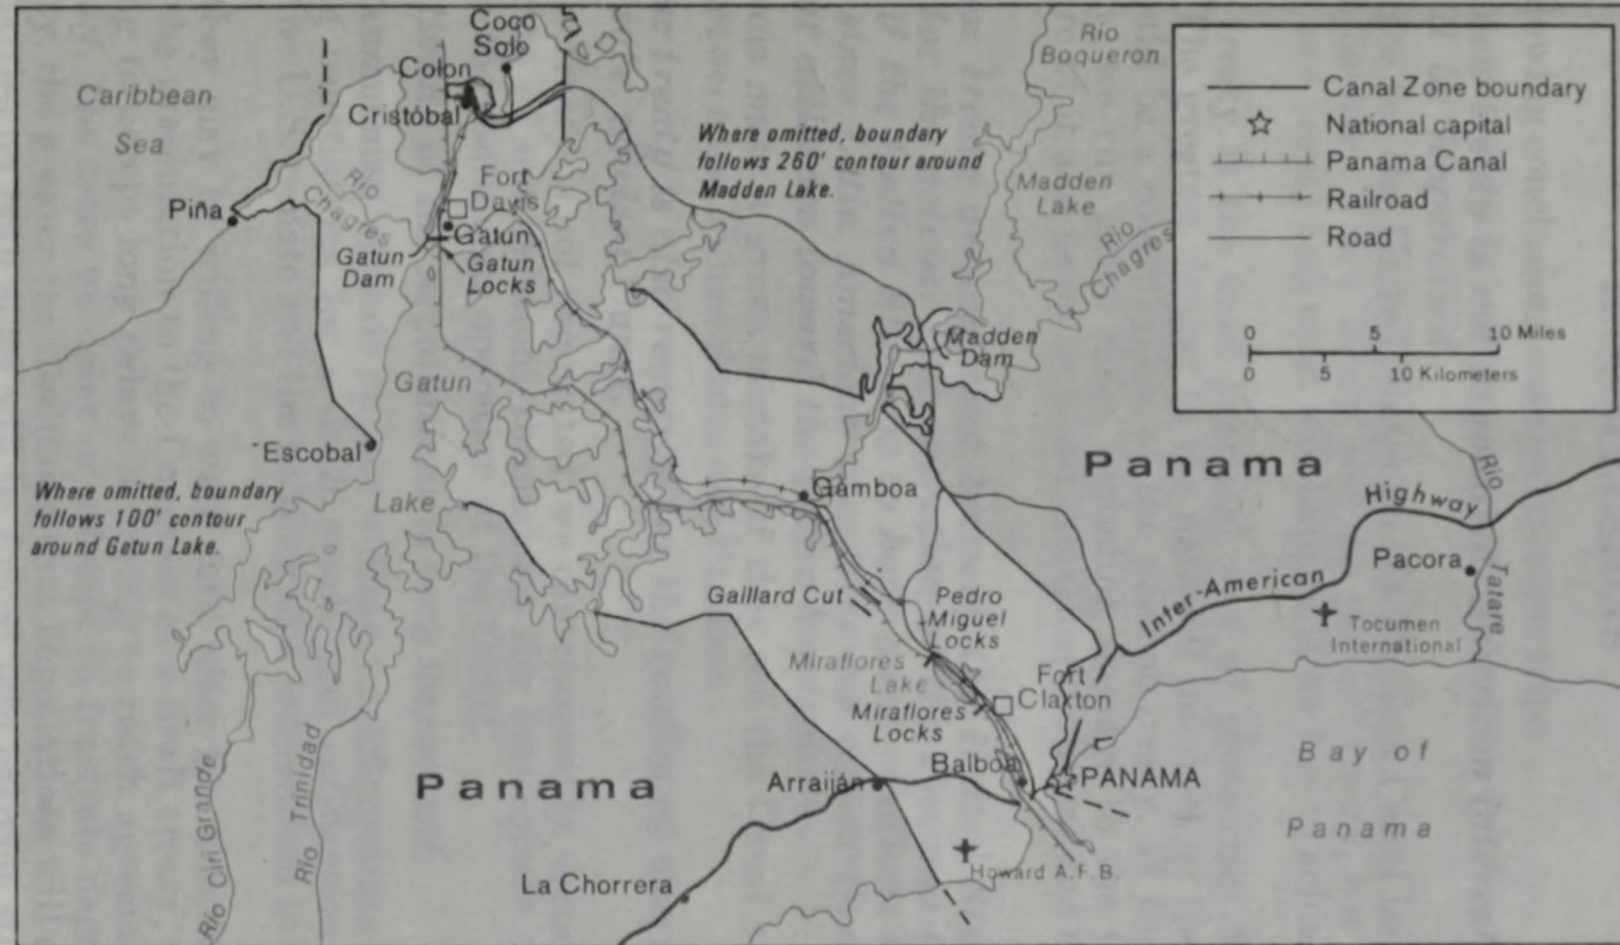 Caribbean
Sea
Coco
Solo
Colon
Cristóbal
Piña
Rio
Chagres
Fort
Davis
Gatun
Gatun
Dam
Gatun
Locks
Where omitted, boundary
follows 260' contour around
Madden Lake.
Rio
Boqueron
Madden
Lake
Rio
Chagres
Madden
Dam
Canal Zone boundary
National capital
Panama Canal
Railroad
Road
0 5 10 Miles
0 5 10 Kilometers
Gatun
Lake
Escobal
Where omitted, boundary
follows 100' contour
around Getun Lake.
Gamboa
Panama
Inter-American Highway
Rio
Tatare
Pacora
Tocumen
International
Gaillard Cut
Pedro
Miguel
Locks
Miraflores
Lake
Miraflores
Locks
Fort
Claxton
Balboa
PANAMA
Arraiján
Bay of
Panama
Panama
Río Ciri Grande
Río Trinidad
La Chorrera
Howard A.F.B.